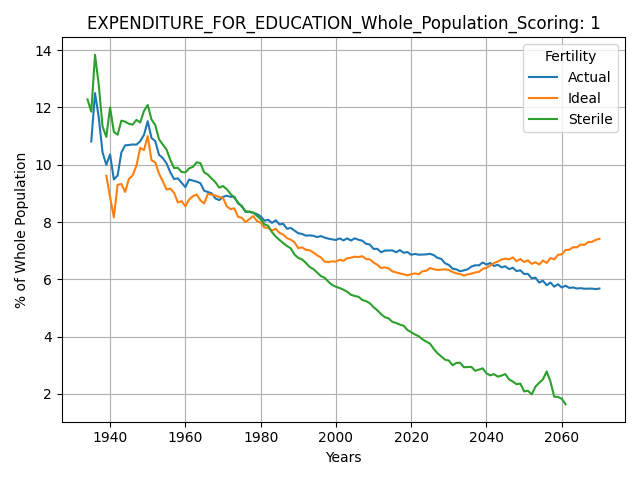 EXPENDITURE_FOR_EDUCATION_Whole_Population_Scoring: 1
Fertility
Actual
Ideal
Sterile
% of Whole Population
14
12
10
8
6
4
2
1940 1960 1980 2000 2020 2040 2060
Years